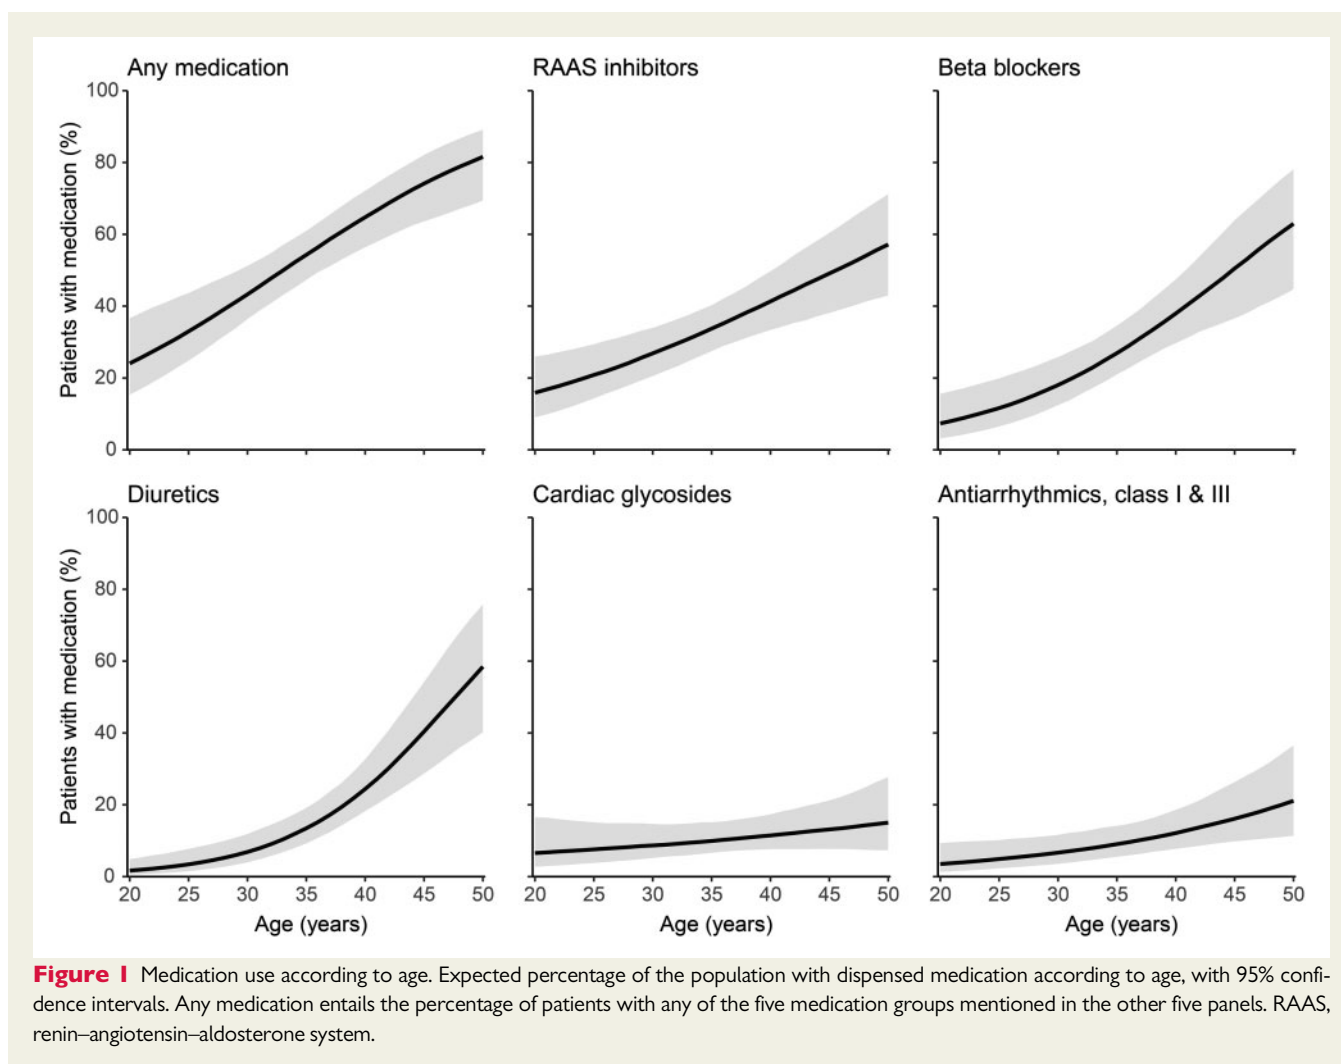 Any medication
RAAS inhibitors
Beta blockers
Patients with medication (%)
100
80
60
40
20
0
Diuretics
Cardiac glycosides
Antiarrhythmics, class I & III
Patients with medication (%)
100
80
60
40
20
0
20 25 30 35 40 45 50
20 25 30 35 40 45 50
20 25 30 35 40 45 50
Age (years)
Age (years)
Age (years)
Figure 1 Medication use according to age. Expected percentage of the population with dispensed medication according to age, with 95% confi-
dence intervals. Any medication entails the percentage of patients with any of the five medication groups mentioned in the other five panels. RAAS,
renin–angiotensin–aldosterone system.